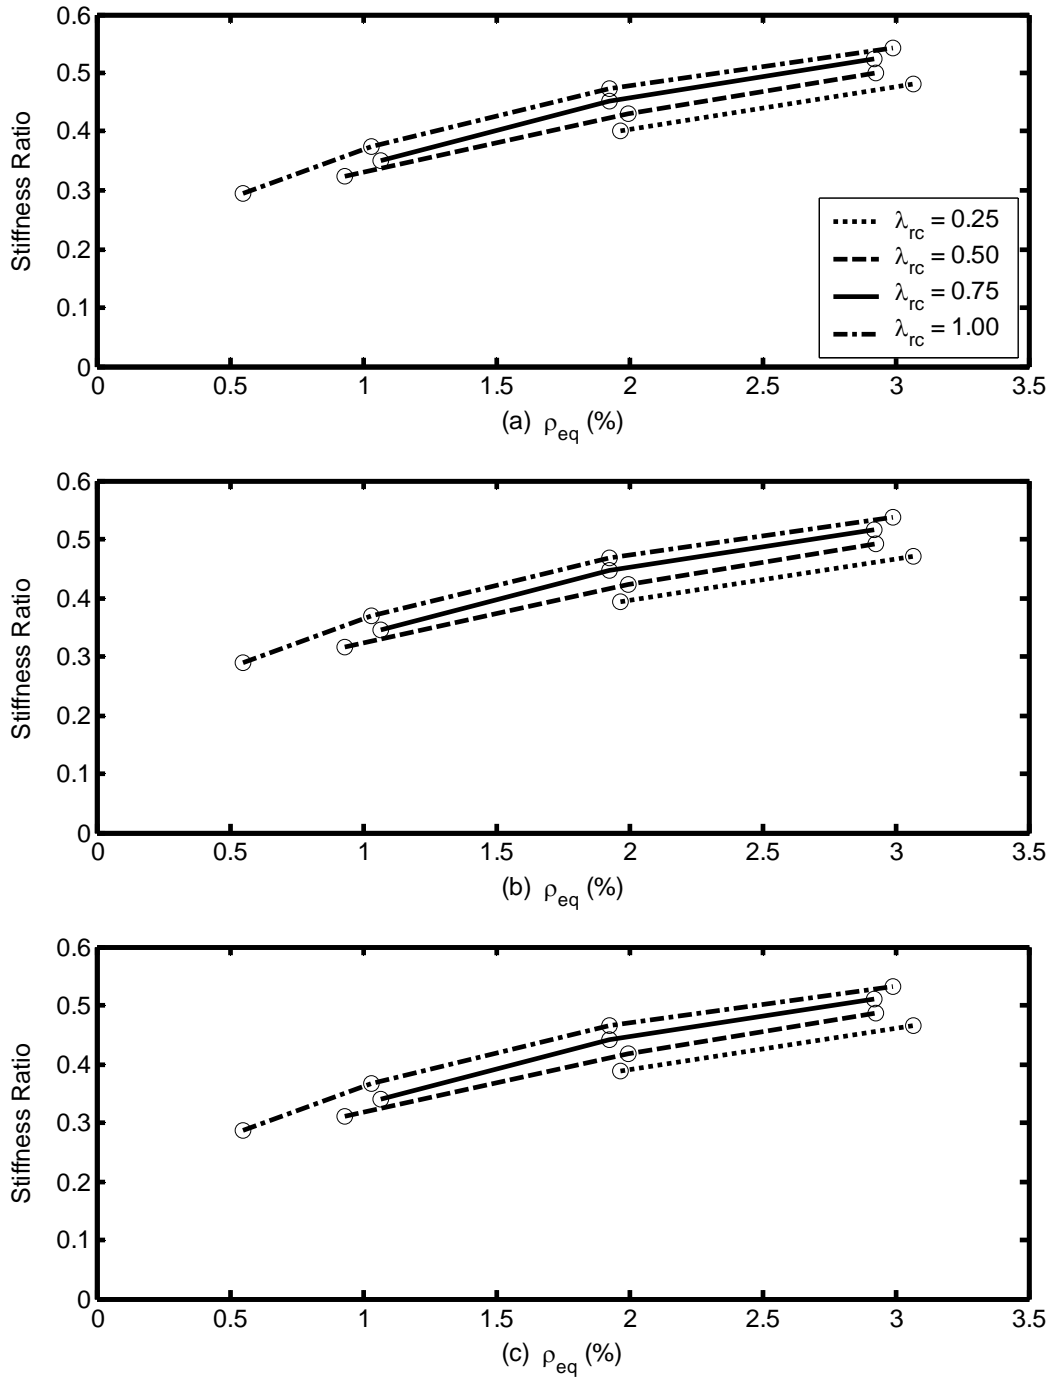 0.6
0.5
0.4
0.3
0.2
0.1
0
Stiffness Ratio
λrc = 0.25
λrc = 0.50
λrc = 0.75
λrc = 1.00
0 0.5 1 1.5 2 2.5 3 3.5
(a) ρeq (%)
0.6
0.5
0.4
0.3
0.2
0.1
0
Stiffness Ratio
0 0.5 1 1.5 2 2.5 3 3.5
(b) ρeq (%)
0.6
0.5
0.4
0.3
0.2
0.1
0
Stiffness Ratio
0 0.5 1 1.5 2 2.5 3 3.5
(c) ρeq (%)